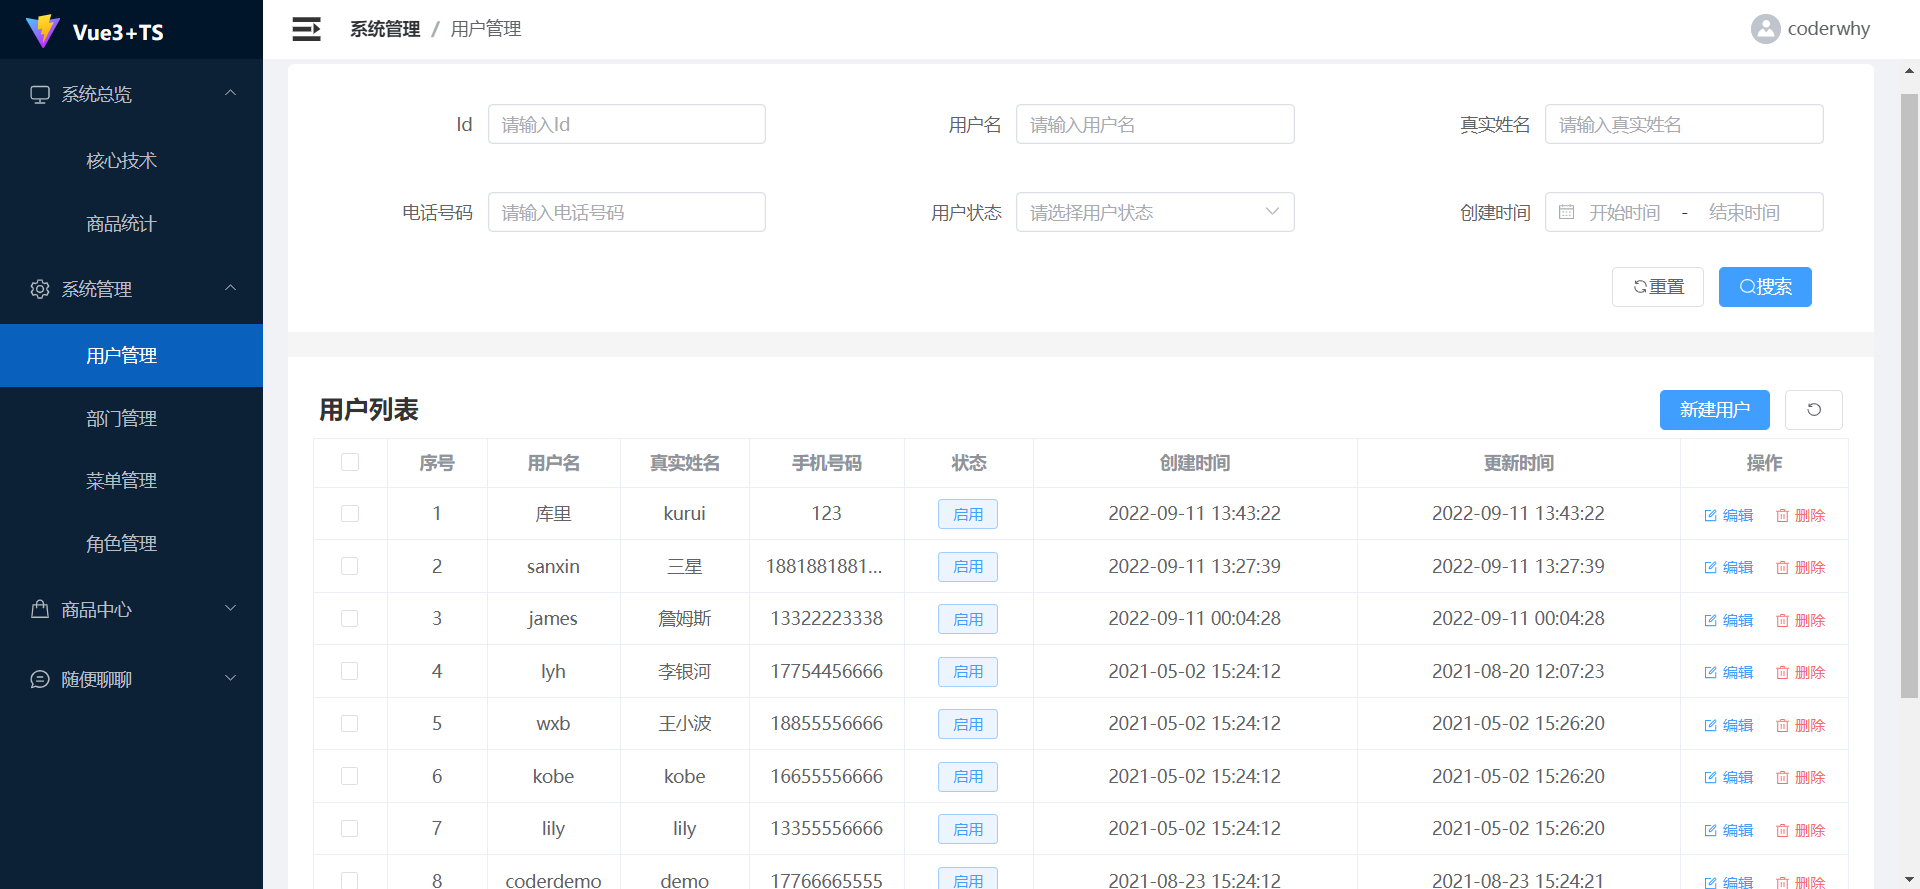 Vue3+TS
系统总览
核心技术
商品统计
系统管理
用户管理
部门管理
菜单管理
角色管理
商品中心
随便聊聊
系统管理 / 用户管理
coderwhy
Id 请输入Id 用户名 请输入用户名 真实姓名 请输入真实姓名
电话号码 请输入电话号码 用户状态 请选择用户状态 创建时间 开始时间 - 结束时间
重置 搜索
用户列表 新建用户
序号 用户名 真实姓名 手机号码 状态 创建时间 更新时间 操作
1 库里 kurui 123 启用 2022-09-11 13:43:22 2022-09-11 13:43:22 编辑 删除
2 sanxin 三星 1881881881... 启用 2022-09-11 13:27:39 2022-09-11 13:27:39 编辑 删除
3 james 詹姆斯 13322223338 启用 2022-09-11 00:04:28 2022-09-11 00:04:28 编辑 删除
4 lyh 李银河 17754456666 启用 2021-05-02 15:24:12 2021-08-20 12:07:23 编辑 删除
5 wxb 王小波 18855556666 启用 2021-05-02 15:24:12 2021-05-02 15:26:20 编辑 删除
6 kobe kobe 16655556666 启用 2021-05-02 15:24:12 2021-05-02 15:26:20 编辑 删除
7 lily lily 13355556666 启用 2021-05-02 15:24:12 2021-05-02 15:26:20 编辑 删除
8 coderdemo demo 17766665555 启用 2021-08-23 15:24:12 2021-08-23 15:24:21 编辑 删除